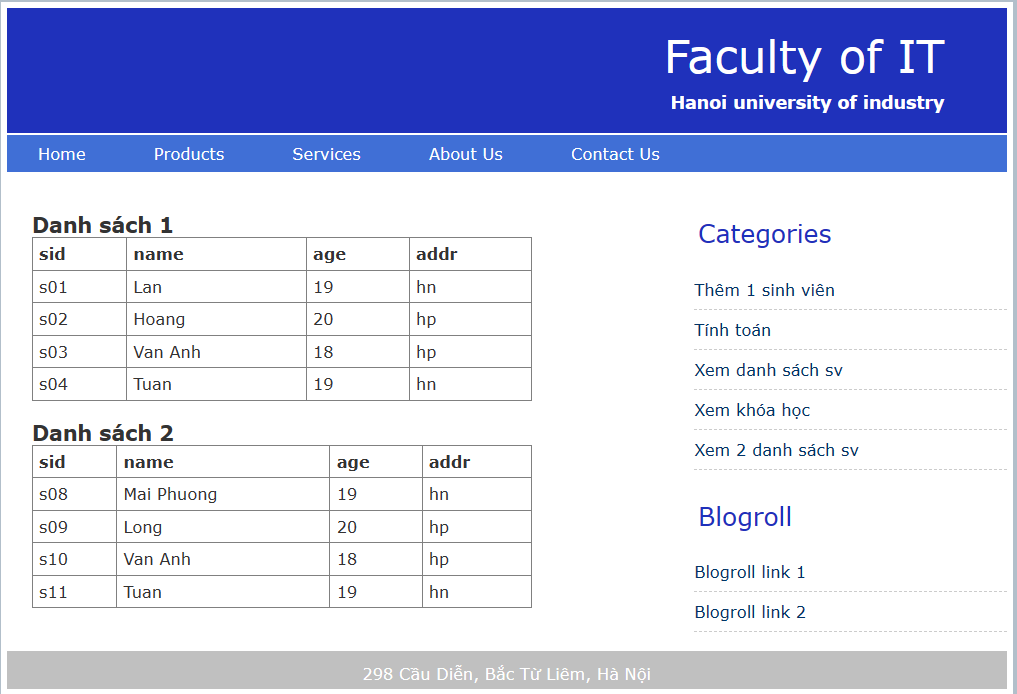 Faculty of IT
Hanoi university of industry
Home Products Services About Us Contact Us
Danh sách 1
sid name age addr
s01 Lan 19 hn
s02 Hoang 20 hp
s03 Van Anh 18 hp
s04 Tuan 19 hn
Danh sách 2
sid name age addr
s08 Mai Phuong 19 hn
s09 Long 20 hp
s10 Van Anh 18 hp
s11 Tuan 19 hn
Categories
Thêm 1 sinh viên
Tính toán
Xem danh sách sv
Xem khóa học
Xem 2 danh sách sv
Blogroll
Blogroll link 1
Blogroll link 2
298 Cầu Diễn, Bắc Từ Liêm, Hà Nội